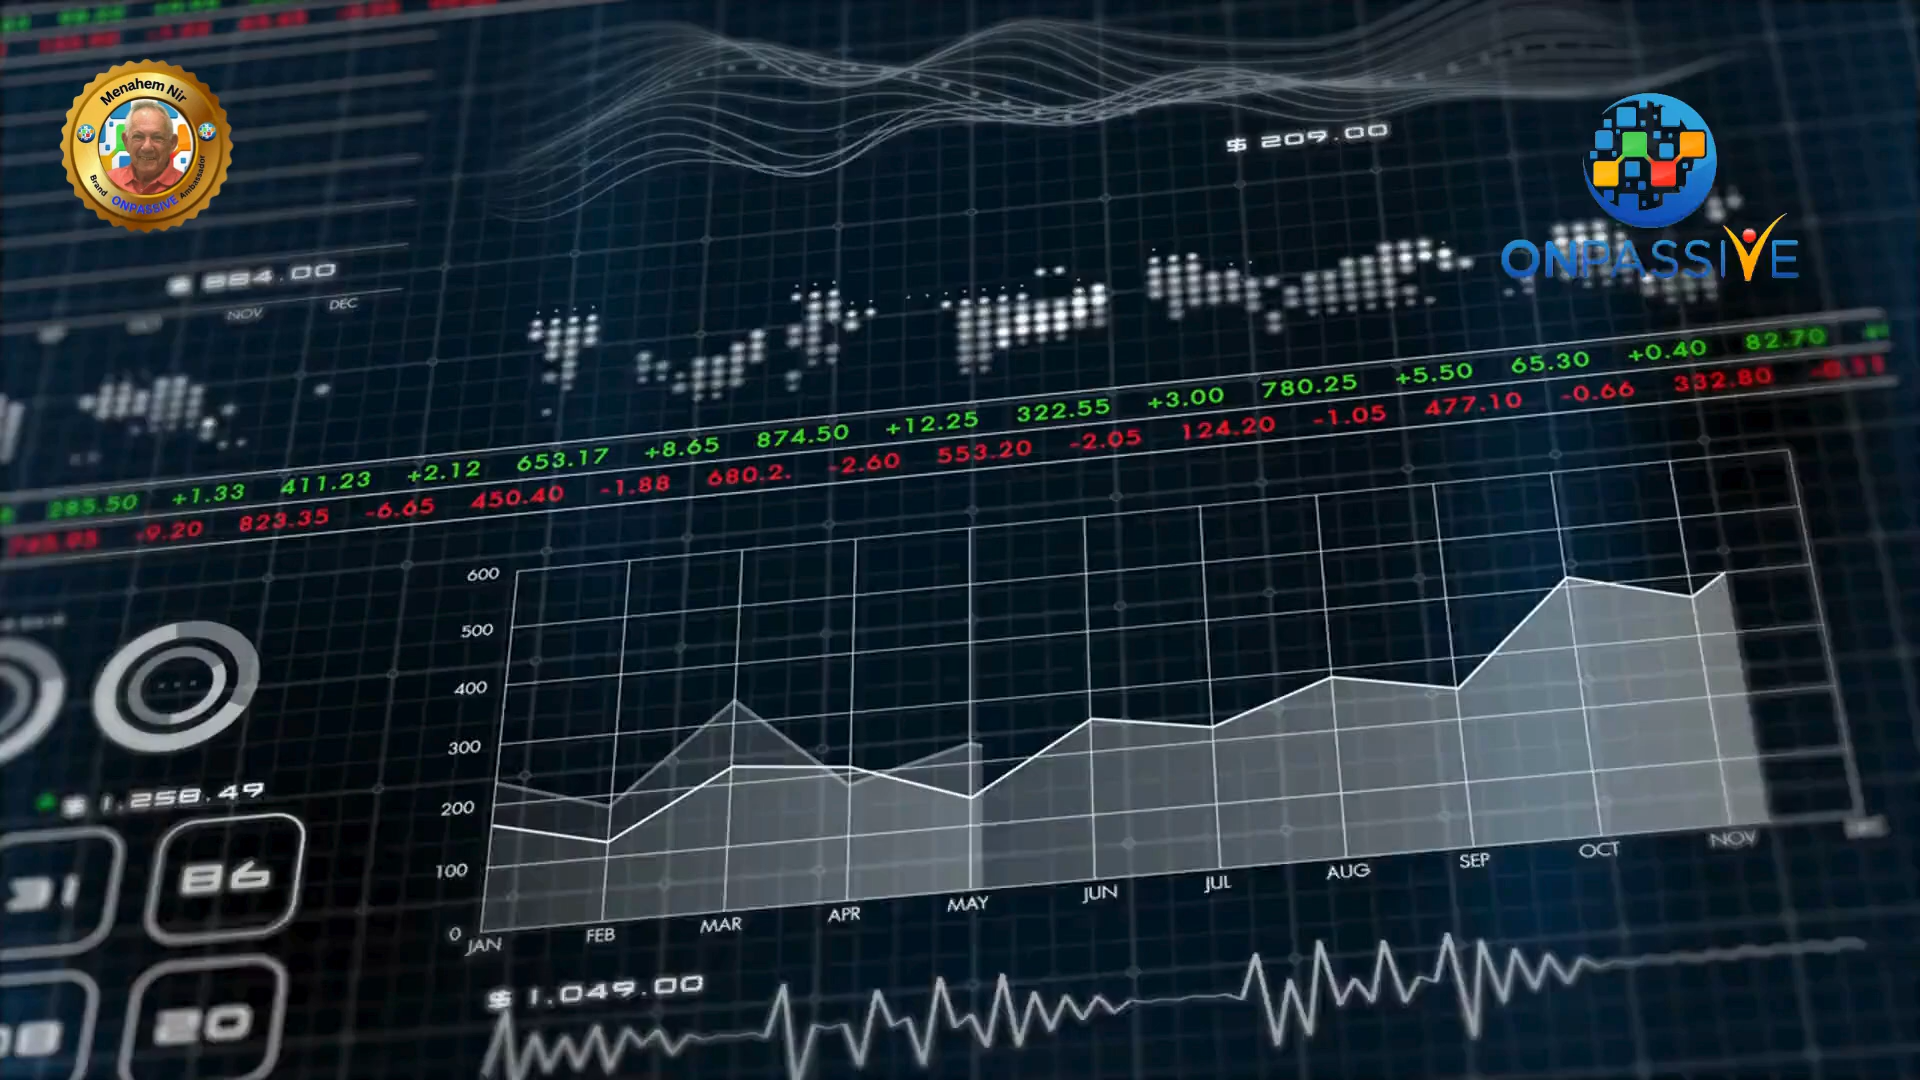 Menahem Nir
Brand ONPASSIVE Ambassador
$ 209.00
ONPASSIVE
$ 884.00
NOV DEC
285.50 +1.33 411.23 +2.12 653.17 +8.65 874.50 +12.25 322.55 +3.00 780.25 +5.50 65.30 +0.40 82.70
-9.20 823.35 -6.65 450.40 -1.88 680.2. -2.60 553.20 -2.05 124.20 -1.05 477.10 -0.66 332.80
600
500
400
300
200
100
0
JAN FEB MAR APR MAY JUN JUL AUG SEP OCT NOV
$ 1,258.49
31 86
20
$ 1,049.00